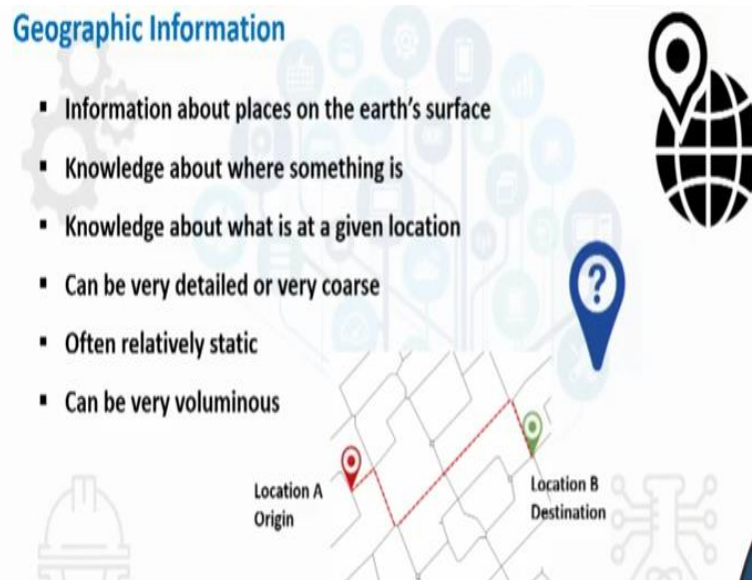 Geographic Information
▪ Information about places on the earth's surface
▪ Knowledge about where something is
▪ Knowledge about what is at a given location
▪ Can be very detailed or very coarse
▪ Often relatively static
▪ Can be very voluminous
?
Location A
Origin
Location B
Destination